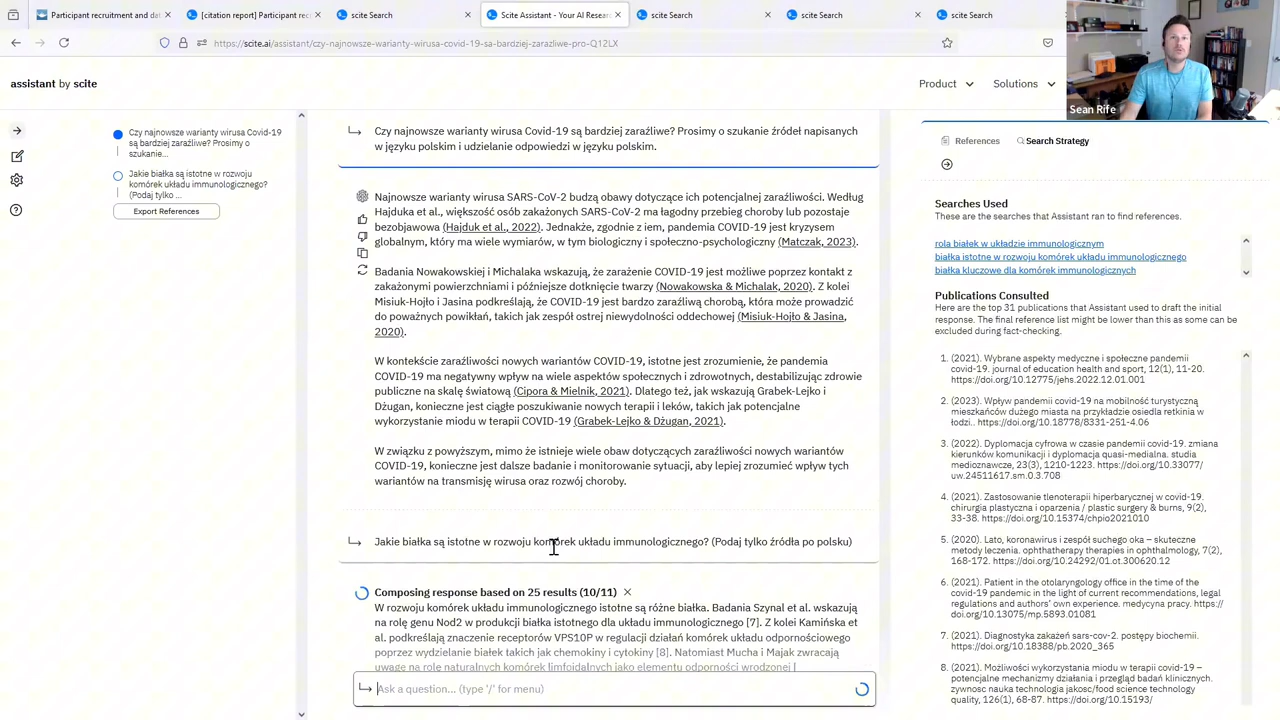 Participant recruitment and dat
[citation report] Participant rec
scite Search
Scite Assistant - Your AI Resear
scite Search
scite Search
scite Search
https://scite.ai/assistant/czy-najnowsze-warianty-wirusa-covid-19-sa-bardziej-zarazliwe-pro-Q12LX
assistant by scite
Product
Solutions
Sean Rife
Czy najnowsze warianty wirusa Covid-19
są bardziej zaraźliwe? Prosimy o
szukanie...
Jakie białka są istotne w rozwoju
komórek układu immunologicznego?
(Podaj tylko ...
Export References
Czy najnowsze warianty wirusa Covid-19 są bardziej zaraźliwe? Prosimy o szukanie źródeł napisanych
w języku polskim i udzielanie odpowiedzi w języku polskim.
Najnowsze warianty wirusa SARS-CoV-2 budzą obawy dotyczące ich potencjalnej zaraźliwości. Według
Hajduka et al., większość osób zakażonych SARS-CoV-2 ma łagodny przebieg choroby lub pozostaje
bezobjawowa (Hajduk et al., 2022). Jednakże, zgodnie z iem, pandemia COVID-19 jest kryzysem
globalnym, który ma wiele wymiarów, w tym biologiczny i społeczno-psychologiczny (Matczak, 2023).
Badania Nowakowskiej i Michalaka wskazują, że zarażenie COVID-19 jest możliwe poprzez kontakt z
zakażonymi powierzchniami i późniejsze dotknięcie twarzy (Nowakowska & Michalak, 2020). Z kolei
Misiuk-Hojło i Jasina podkreślają, że COVID-19 jest bardzo zaraźliwą chorobą, która może prowadzić
do poważnych powikłań, takich jak zespół ostrej niewydolności oddechowej (Misiuk-Hojło & Jasina,
2020).
W kontekście zaraźliwości nowych wariantów COVID-19, istotne jest zrozumienie, że pandemia
COVID-19 ma negatywny wpływ na wiele aspektów społecznych i zdrowotnych, destabilizując zdrowie
publiczne na skalę światową (Cipora & Mielnik, 2021). Dlatego też, jak wskazują Grabek-Lejko i
Dżugan, konieczne jest ciągłe poszukiwanie nowych terapii i leków, takich jak potencjalne
wykorzystanie miodu w terapii COVID-19 (Grabek-Lejko & Dżugan, 2021).
W związku z powyższym, mimo że istnieje wiele obaw dotyczących zaraźliwości nowych wariantów
COVID-19, konieczne jest dalsze badanie i monitorowanie sytuacji, aby lepiej zrozumieć wpływ tych
wariantów na transmisję wirusa oraz rozwój choroby.
Jakie białka są istotne w rozwoju komórek układu immunologicznego? (Podaj tylko źródła po polsku)
Composing response based on 25 results (10/11)
W rozwoju komórek układu immunologicznego istotne są różne białka. Badania Szynal et al. wskazują
na rolę genu Nod2 w produkcji białka istotnego dla układu immunologicznego [7]. Z kolei Kamińska et
al. podkreślają znaczenie receptorów VPS10P w regulacji działań komórek układu odpornościowego
poprzez wydzielanie białek takich jak chemokiny i cytokiny [8]. Natomiast Mucha i Majak zwracają
uwagę na rolę naturalnych komórek limfoidalnych jako elementu odporności wrodzonej [
Ask a question... (type '/' for menu)
References
Search Strategy
Searches Used
These are the searches that Assistant ran to find references.
rola białek w układzie immunologicznym
białka istotne w rozwoju komórek układu immunologicznego
białka kluczowe dla komórek immunologicznych
Publications Consulted
Here are the top 31 publications that Assistant used to draft the initial
response. The final reference list might be lower than this as some can be
excluded during fact-checking.
1. (2021). Wybrane aspekty medyczne i społeczne pandemii
covid-19. journal of education health and sport, 12(1), 11-20.
https://doi.org/10.12775/jehs.2022.12.01.001
2. (2023). Wpływ pandemii covid-19 na mobilność turystyczną
mieszkańców dużego miasta na przykładzie osiedla retkinia w
łodzi.. https://doi.org/10.18778/8331-251-4.06
3. (2022). Dyplomacja cyfrowa w czasie pandemii covid-19. zmiana
kierunków komunikacji i dyplomacja quasi-medialna. studia
medioznawcze, 23(3), 1210-1223. https://doi.org/10.33077/
uw.24511617.sm.0.3.708
4. (2021). Zastosowanie tlenoterapii hiperbarycznej w covid-19.
chirurgia plastyczna i oparzenia / plastic surgery & burns, 9(2),
33-38. https://doi.org/10.15374/chpio2021010
5. (2020). Lato, koronawirus i zespół suchego oka – skuteczne
metody leczenia. ophthatherapy therapies in ophthalmology, 7(2),
168-172. https://doi.org/10.24292/01.ot.300620.12
6. (2021). Patient in the otolaryngology office in the time of the
covid-19 pandemic in the light of current recommendations, legal
regulations and authors' own experience. medycyna pracy. https://
doi.org/10.13075/mp.5893.01081
7. (2021). Diagnostyka zakażeń sars-cov-2. postępy biochemii.
https://doi.org/10.18388/pb.2020_365
8. (2021). Możliwości wykorzystania miodu w terapii covid-19 –
potencjalne mechanizmy działania i przegląd badań klinicznych.
zywnosc nauka technologia jakosc/food science technology
quality, 126(1), 68-87. https://doi.org/10.15193/